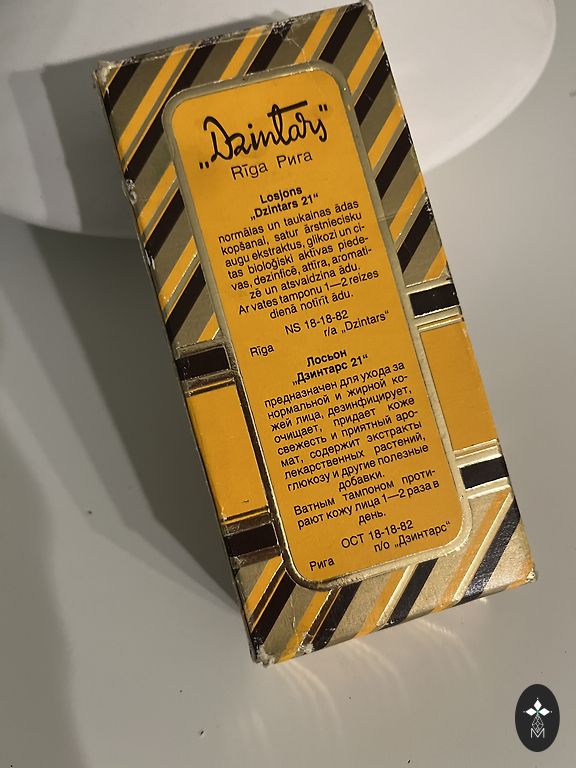 „Dzintars“
Rīga Рига
Losjons
„Dzintars 21“
normālas un taukainas ādas
kopšanai, satur ārstniecisku
augu ekstraktus, glikozi un ci-
tas bioloģiski aktīvas piede-
vas, dezinficē, attīra, aromati-
zē un atsvaidzina ādu.
Ar vates tamponu 1—2 reizes
dienā notīrīt ādu.
NS 18-18-82
Rīga r/a „Dzintars“
Лосьон
„Дзинтарс 21“
предназначен для ухода за
нормальной и жирной ко-
жей лица, дезинфицирует,
очищает, придает коже
свежесть и приятный аро-
мат, содержит экстракты
лекарственных растений,
глюкозу и другие полезные
добавки.
Ватным тампоном проти-
рают кожу лица 1—2 раза в
день.
ОСТ 18-18-82
Рига п/о „Дзинтарс“
M